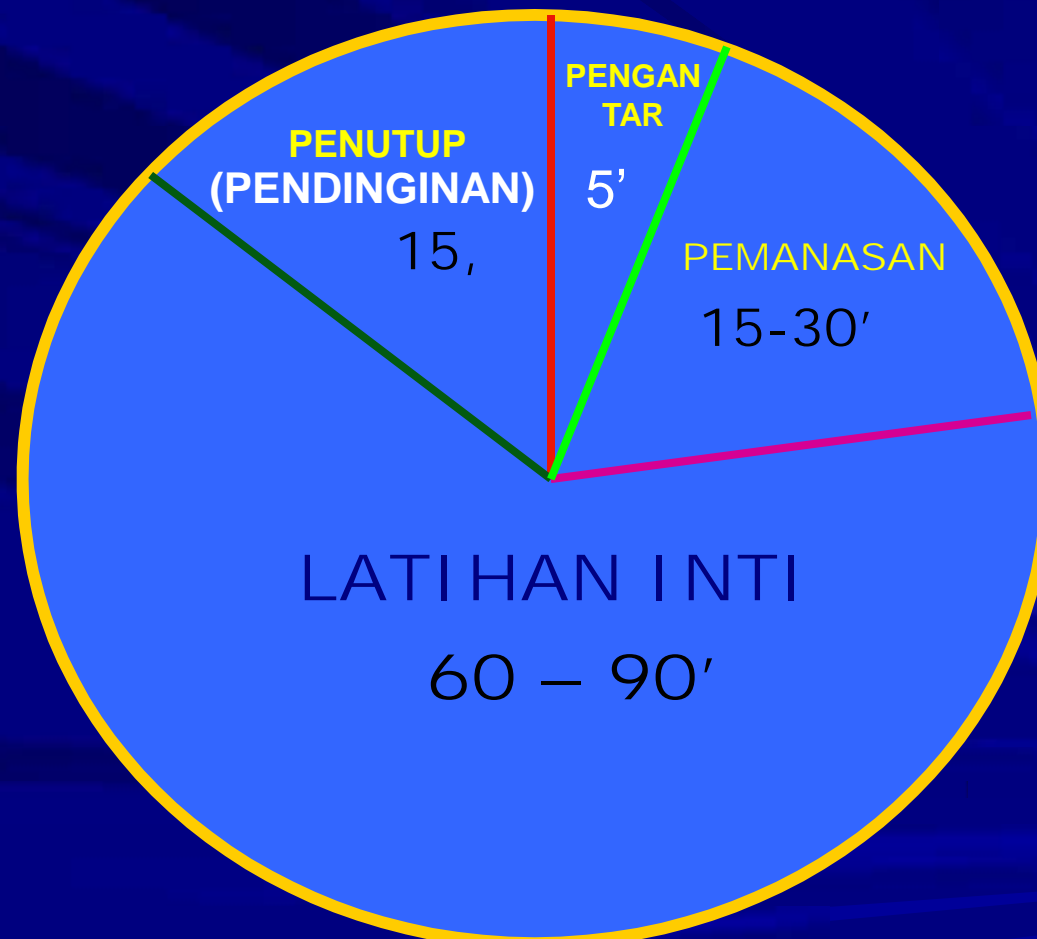 PENGAN
TAR
5’
PEMANASAN
15-30’
LATIHAN INTI
60 – 90’
PENUTUP
(PENDINGINAN)
15,